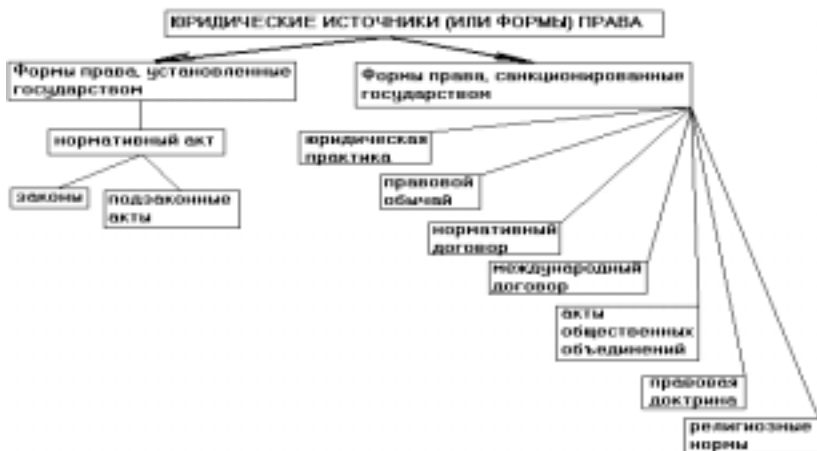 ЮРИДИЧЕСКИЕ ИСТОЧНИКИ (ИЛИ ФОРМЫ) ПРАВА
Формы права, установленные
государством
Формы права, санкционированные
государством
нормативный акт
законы
подзаконные
акты
юридическая
практика
правовой
обычай
нормативный
договор
международный
договор
акты
общественных
объединений
правовая
доктрина
религиозные
нормы